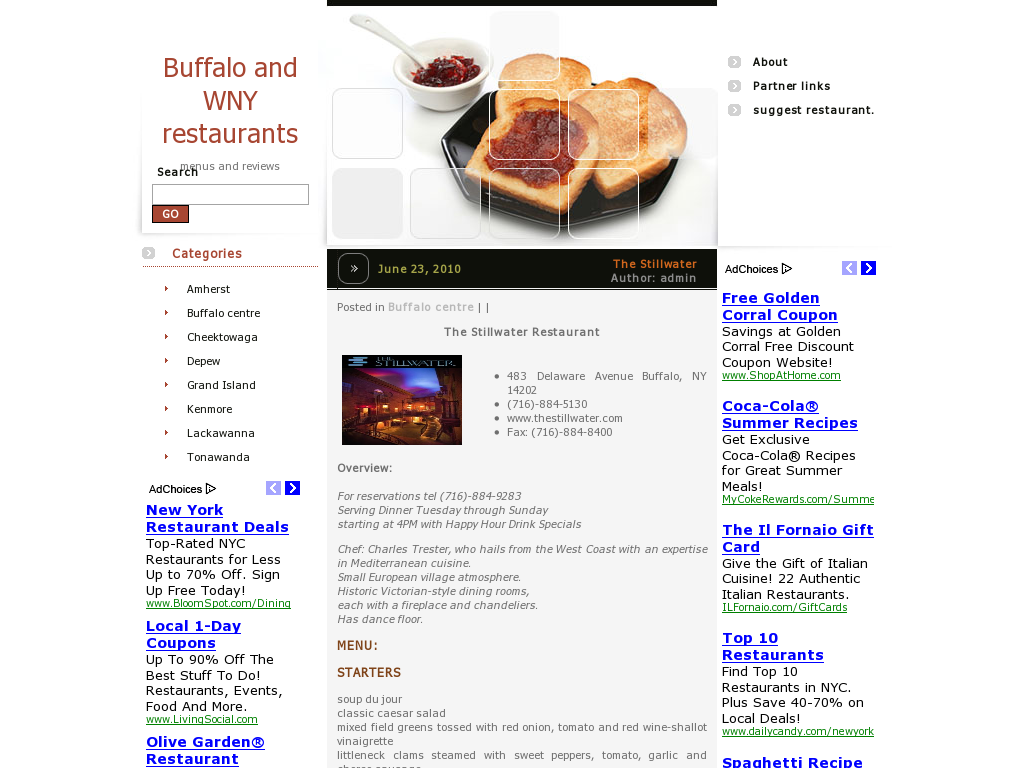 Buffalo and
WNY
restaurants
menus and reviews
Search
GO
Categories
Amherst
Buffalo centre
Cheektowaga
Depew
Grand Island
Kenmore
Lackawanna
Tonawanda
AdChoices
New York
Restaurant Deals
Top-Rated NYC
Restaurants for Less
Up to 70% Off. Sign
Up Free Today!
www.BloomSpot.com/Dining
Local 1-Day
Coupons
Up To 90% Off The
Best Stuff To Do!
Restaurants, Events,
Food And More.
www.LivingSocial.com
Olive Garden®
Restaurant
June 23, 2010
The Stillwater
Author: admin
Posted in Buffalo centre | |
The Stillwater Restaurant
THE STILLWATER
483 Delaware Avenue Buffalo, NY
14202
(716)-884-5130
www.thestillwater.com
Fax: (716)-884-8400
Overview:
For reservations tel (716)-884-9283
Serving Dinner Tuesday through Sunday
starting at 4PM with Happy Hour Drink Specials
Chef: Charles Trester, who hails from the West Coast with an expertise
in Mediterranean cuisine.
Small European village atmosphere.
Historic Victorian-style dining rooms,
each with a fireplace and chandeliers.
Has dance floor.
MENU:
STARTERS
soup du jour
classic caesar salad
mixed field greens tossed with red onion, tomato and red wine-shallot
vinaigrette
littleneck clams steamed with sweet peppers, tomato, garlic and
About
Partner links
suggest restaurant.
AdChoices
Free Golden
Corral Coupon
Savings at Golden
Corral Free Discount
Coupon Website!
www.ShopAtHome.com
Coca-Cola®
Summer Recipes
Get Exclusive
Coca-Cola® Recipes
for Great Summer
Meals!
MyCokeRewards.com/Summe
The Il Fornaio Gift
Card
Give the Gift of Italian
Cuisine! 22 Authentic
Italian Restaurants.
ILFornaio.com/GiftCards
Top 10
Restaurants
Find Top 10
Restaurants in NYC.
Plus Save 40-70% on
Local Deals!
www.dailycandy.com/newyork
Spaghetti Recipe